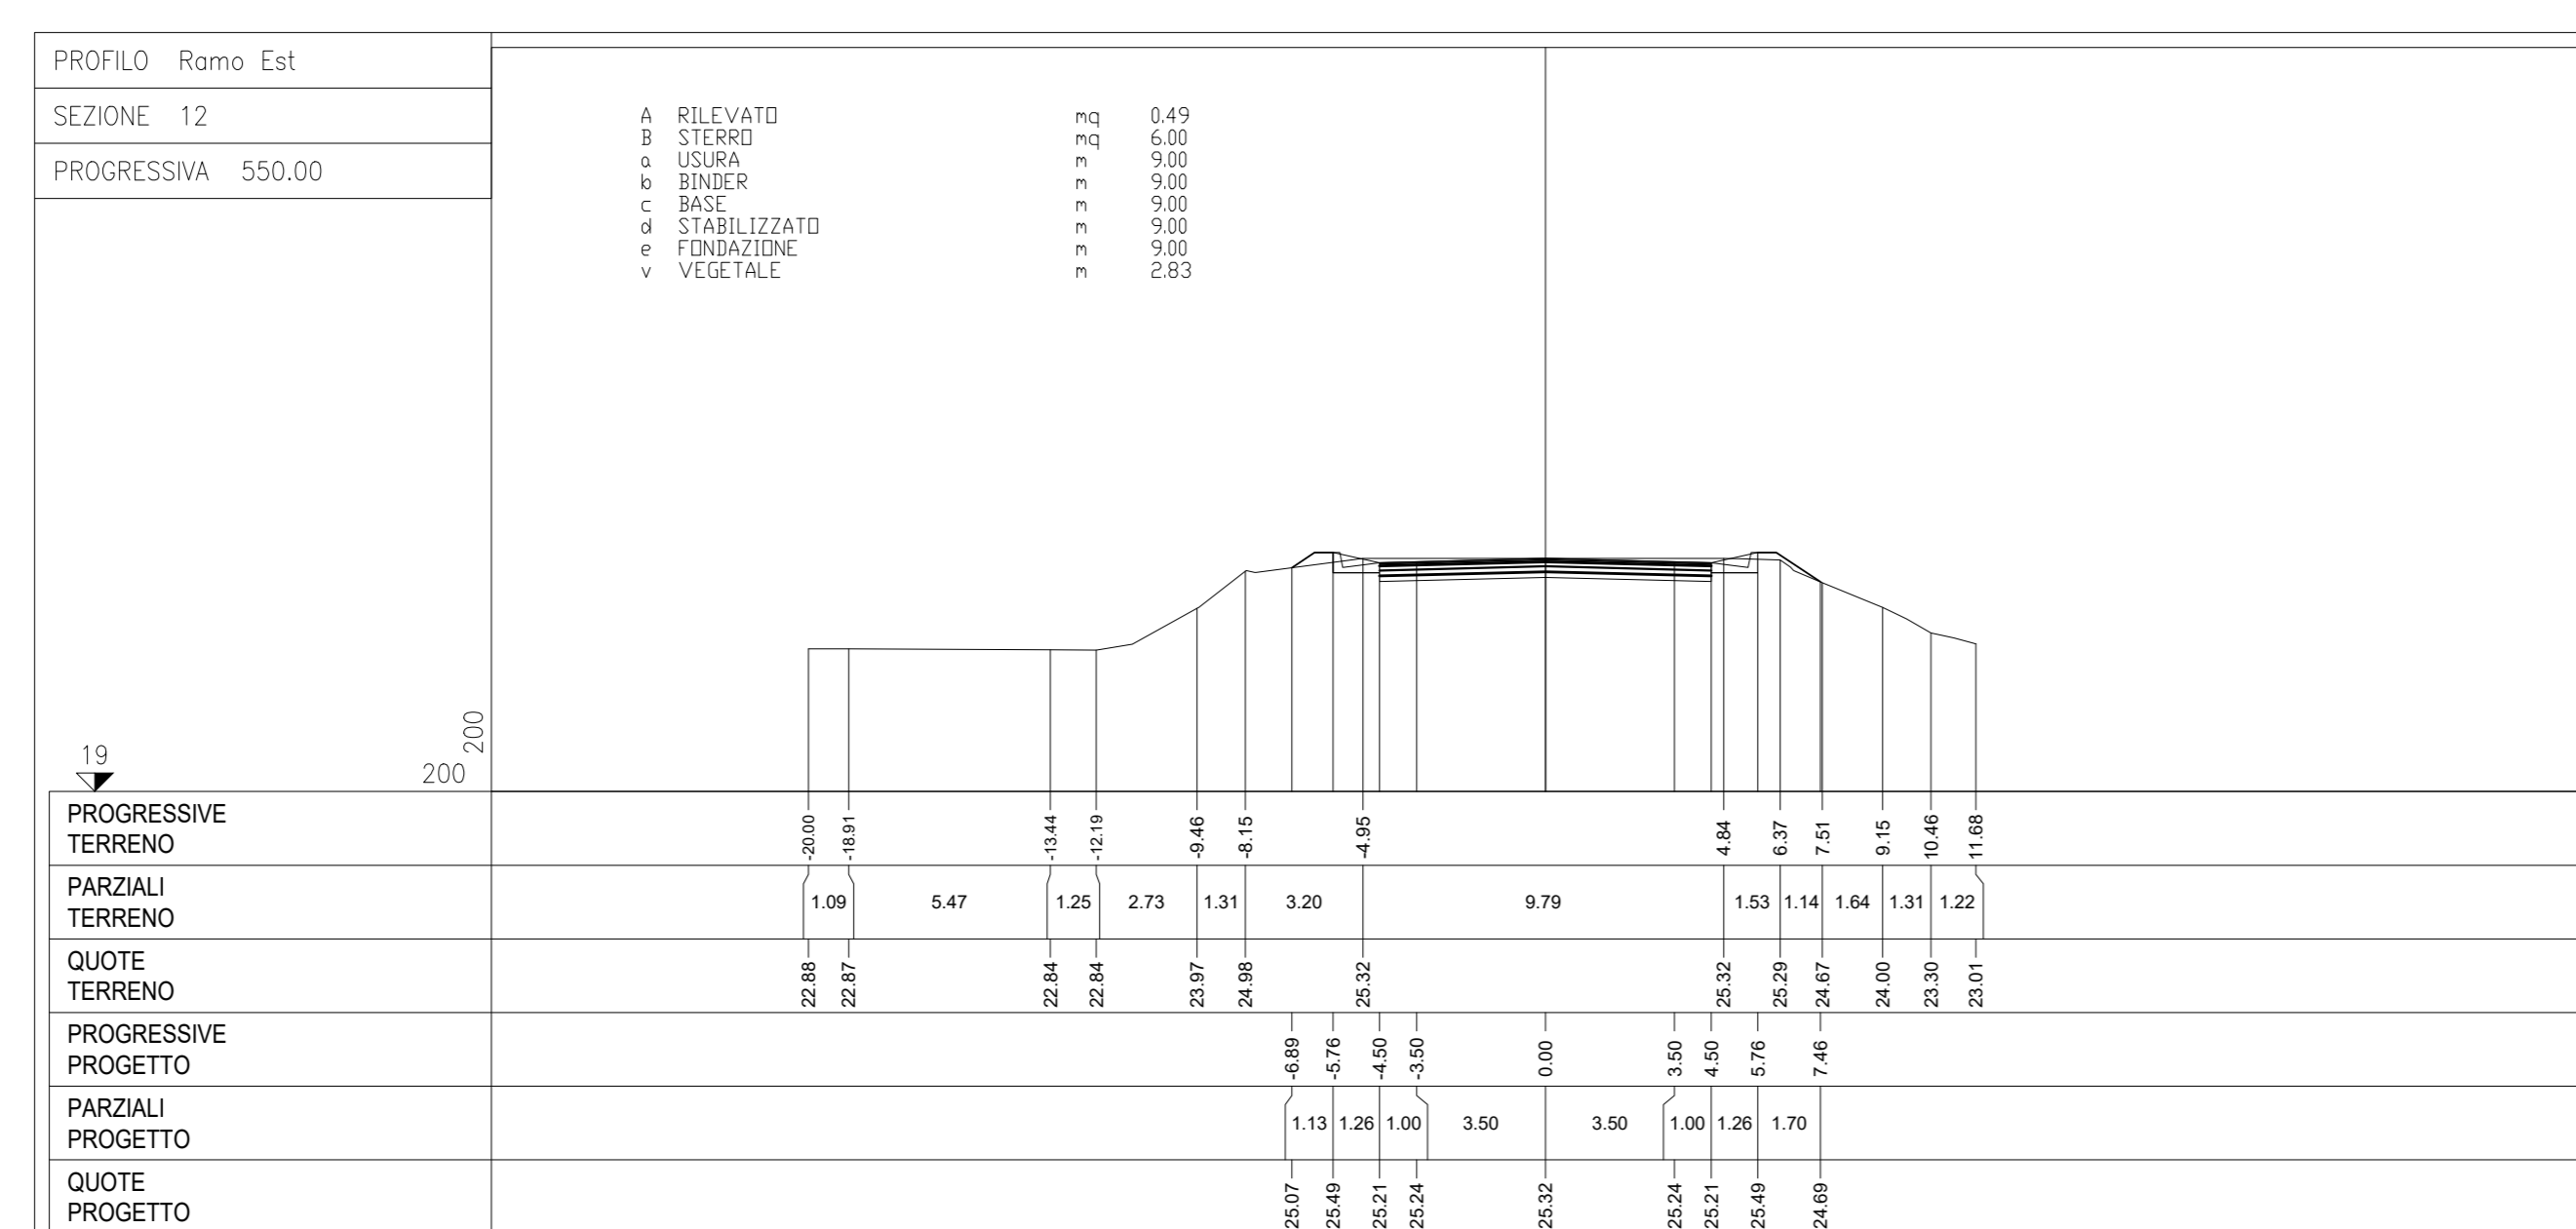 PROFILO Ramo Est
SEZIONE 12
PROGRESSIVA 550.00
A RILEVATO mq 0.49
B STERRO mq 6.00
a USURA m 9.00
b BINDER m 9.00
c BASE m 9.00
d STABILIZZATO m 9.00
e FONDAZIONE m 9.00
v VEGETALE m 2.83
200
19
200
PROGRESSIVE
TERRENO
-20.00 -18.91 -13.44 -12.19 -9.46 -8.15 -4.95 4.84 6.37 7.51 9.15 10.46 11.68
PARZIALI
TERRENO
1.09 5.47 1.25 2.73 1.31 3.20 9.79 1.53 1.14 1.64 1.31 1.22
QUOTE
TERRENO
22.88 22.87 22.84 22.84 23.97 24.98 25.32 25.32 25.29 24.67 24.00 23.30 23.01
PROGRESSIVE
PROGETTO
-6.89 -5.76 -4.50 -3.50 0.00 3.50 4.50 5.76 7.46
PARZIALI
PROGETTO
1.13 1.26 1.00 3.50 3.50 1.00 1.26 1.70
QUOTE
PROGETTO
25.07 25.49 25.21 25.24 25.32 25.24 25.21 25.49 24.69